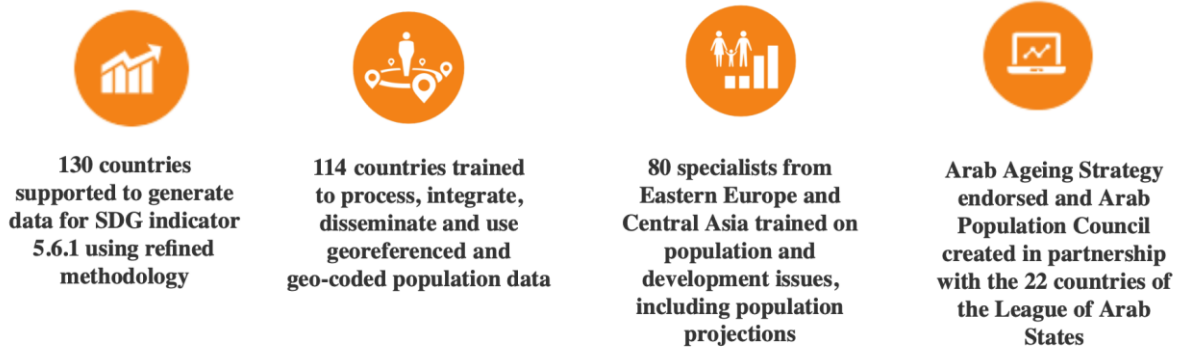 130 countries
supported to generate
data for SDG indicator
5.6.1 using refined
methodology
114 countries trained
to process, integrate,
disseminate and use
georeferenced and
geo-coded population data
80 specialists from
Eastern Europe and
Central Asia trained on
population and
development issues,
including population
projections
Arab Ageing Strategy
endorsed and Arab
Population Council
created in partnership
with the 22 countries of
the League of Arab
States